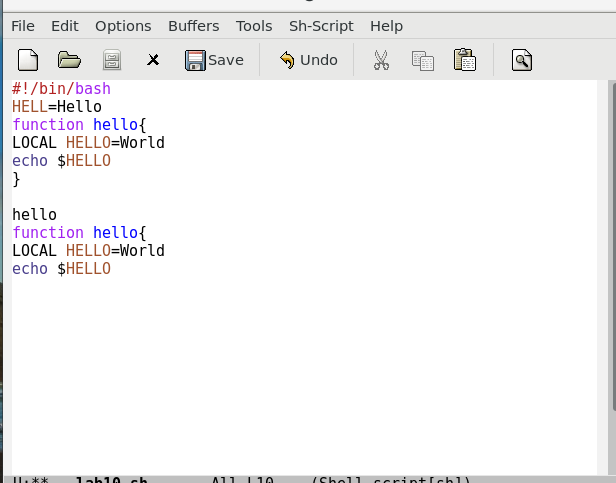 File Edit Options Buffers Tools Sh-Script Help
Save Undo
#!/bin/bash
HELL=Hello
function hello{
LOCAL HELLO=World
echo $HELLO
}
hello
function hello{
LOCAL HELLO=World
echo $HELLO
U:** lab10.sh All L10 (Shell-script[sh])